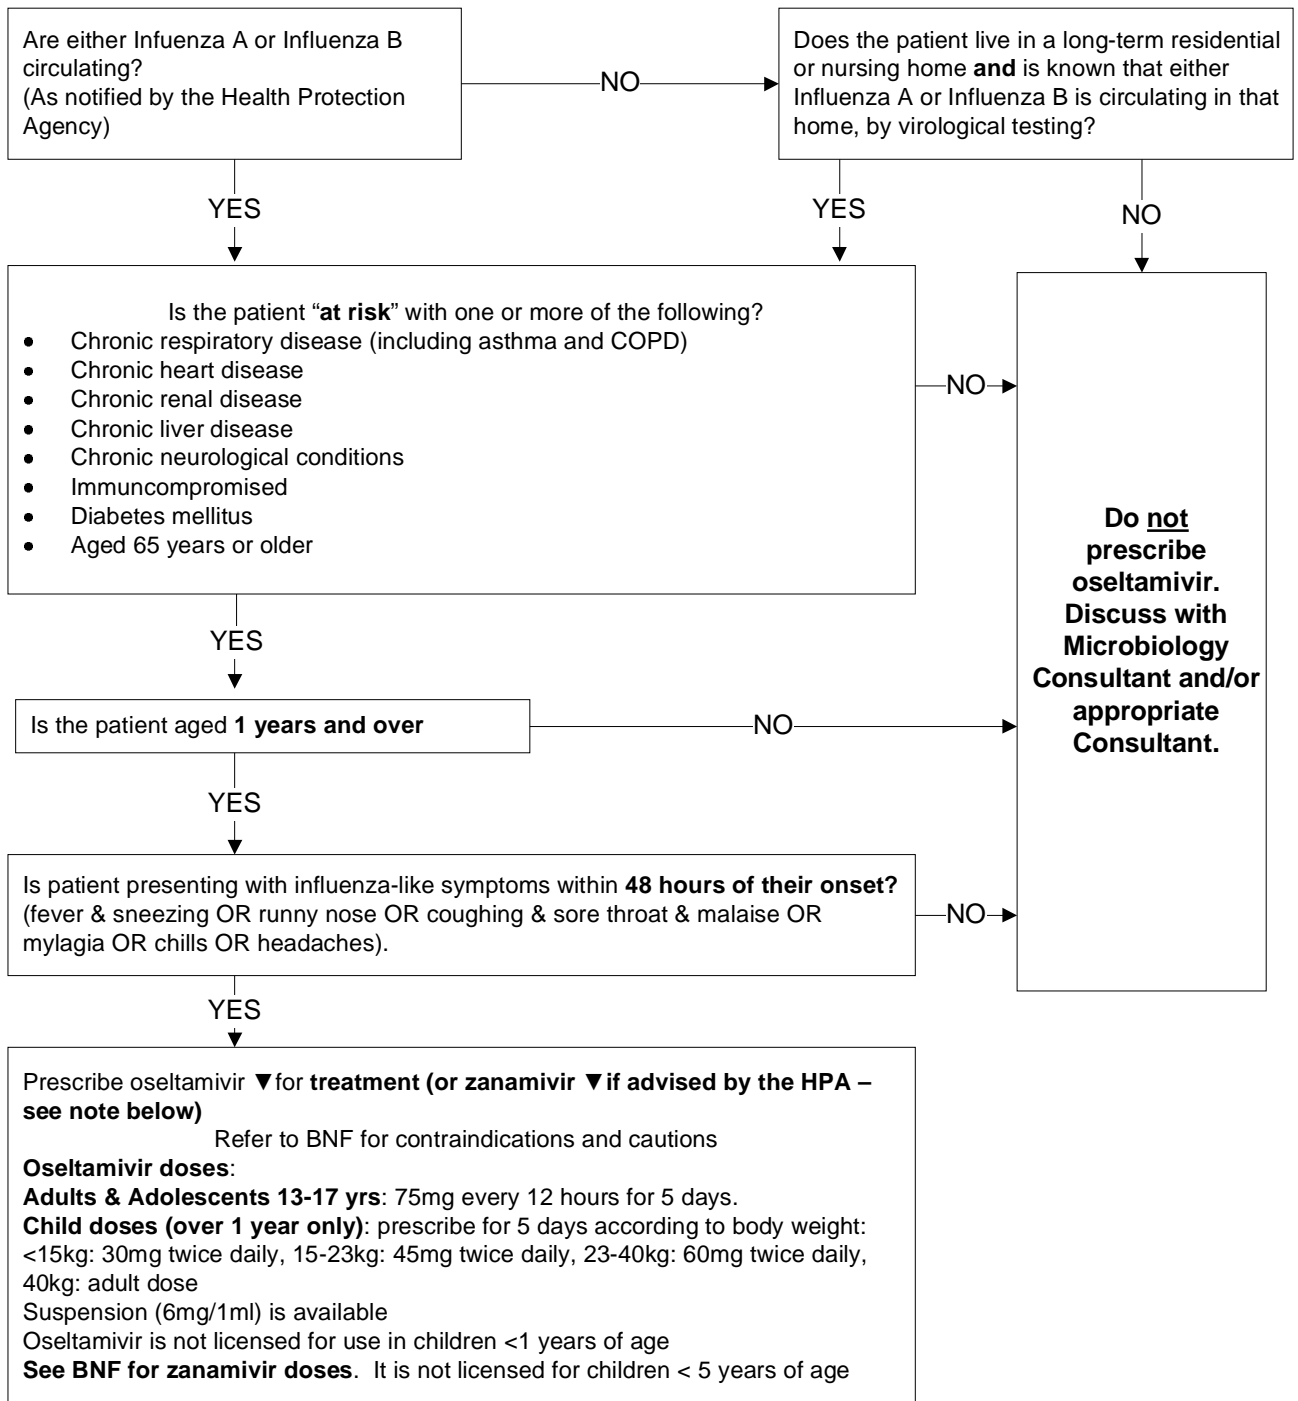 Are either Infuenza A or Influenza B
circulating?
(As notified by the Health Protection
Agency)
NO
Does the patient live in a long-term residential
or nursing home and is known that either
Influenza A or Influenza B is circulating in that
home, by virological testing?
YES
YES
NO
Is the patient “at risk” with one or more of the following?
• Chronic respiratory disease (including asthma and COPD)
• Chronic heart disease
• Chronic renal disease
• Chronic liver disease
• Chronic neurological conditions
• Immuncompromised
• Diabetes mellitus
• Aged 65 years or older
NO
Do not
prescribe
oseltamivir.
Discuss with
Microbiology
Consultant and/or
appropriate
Consultant.
YES
Is the patient aged 1 years and over
NO
YES
Is patient presenting with influenza-like symptoms within 48 hours of their onset?
(fever & sneezing OR runny nose OR coughing & sore throat & malaise OR
mylagia OR chills OR headaches).
NO
YES
Prescribe oseltamivir ▼for treatment (or zanamivir ▼if advised by the HPA –
see note below)
Refer to BNF for contraindications and cautions
Oseltamivir doses:
Adults & Adolescents 13-17 yrs: 75mg every 12 hours for 5 days.
Child doses (over 1 year only): prescribe for 5 days according to body weight:
<15kg: 30mg twice daily, 15-23kg: 45mg twice daily, 23-40kg: 60mg twice daily,
40kg: adult dose
Suspension (6mg/1ml) is available
Oseltamivir is not licensed for use in children <1 years of age
See BNF for zanamivir doses. It is not licensed for children < 5 years of age